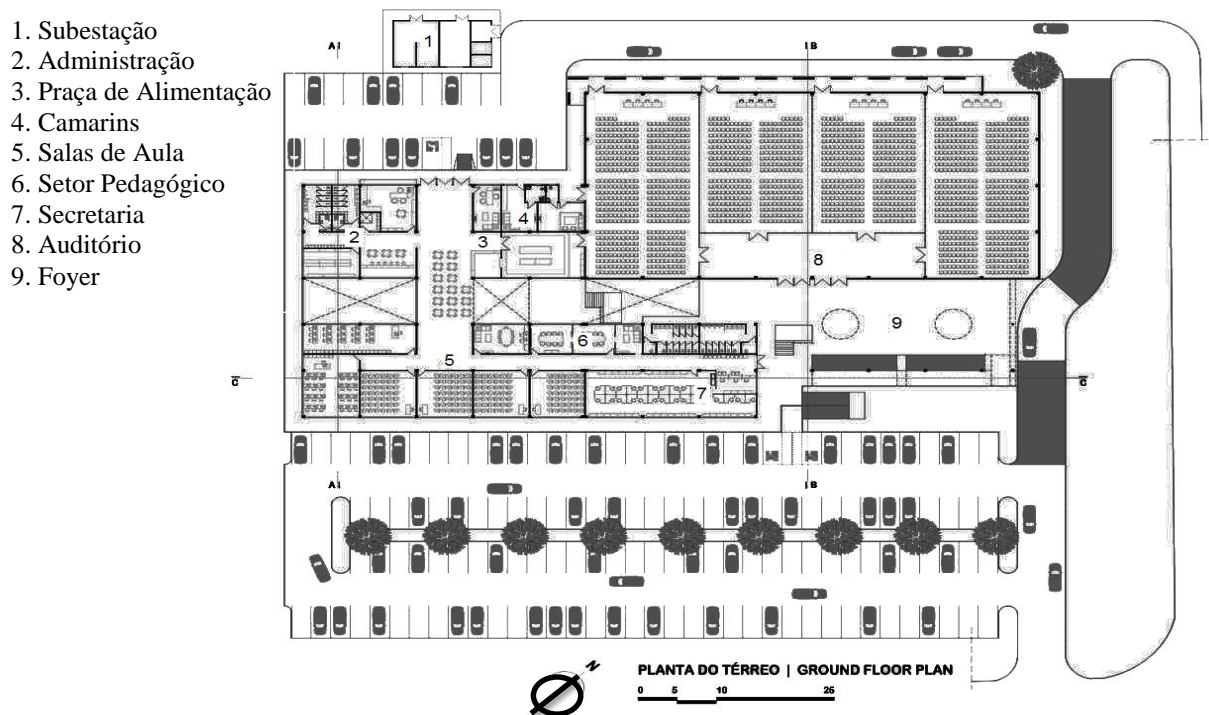 1. Subestação
2. Administração
3. Praça de Alimentação
4. Camarins
5. Salas de Aula
6. Setor Pedagógico
7. Secretaria
8. Auditório
9. Foyer
1
A
B
4
2
3
8
9
6
5
7
C
C
A
B
N
PLANTA DO TÉRREO | GROUND FLOOR PLAN
0 5 10 25